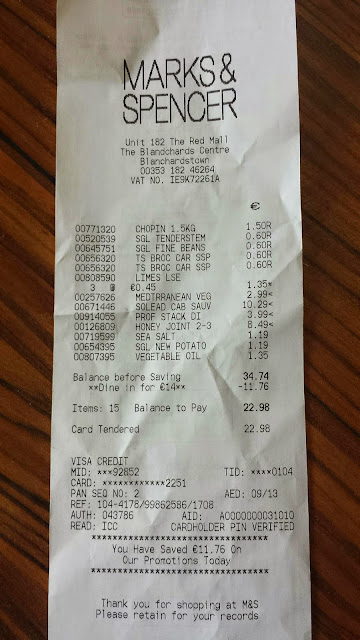 MARKS &
SPENCER
Unit 162 The Red Mall
The Blandchards Centre
Blanchardstown
00353 182 46264
VAT NO. IE9K72261A
€
00771320 CHOPIN 1.5KG 1.50R
00520539 SGL TENDERSTEM 0.60R
00645751 SGL FINE BEANS 0.60R
00656320 TS BROC CAR SSP 0.60R
00656320 TS BROC CAR SSP 0.60R
00808590 LIMES LSE
3 @ €0.45 1.35*
00257626 MEDTRRANEAN VEG 2.99<
00671446 SOLEAD CAB SAUV 10.29<
00914055 PROF STACK DI 3.99<
00126809 HONEY JOINT 2-3 8.49<
00719599 SEA SALT 1.19
00654395 SGL NEW POTATO 1.19
00807395 VEGETABLE OIL 1.35
Balance before Saving 34.74
**Dine in for €14** -11.76
Items: 15 Balance to Pay 22.98
Card Tendered 22.98
VISA CREDIT
MID: ***92852 TID: ****0104
CARD: ************2251
PAN SEQ NO: 2 AED: 09/13
REF: 104-4178/99862586/1708
AUTH: 043786 AID: A0000000031010
READ: ICC CARDHOLDER PIN VERIFIED
**********************************
You Have Saved €11.76 On
Our Promotions Today
**********************************
Thank you for shopping at M&S
Please retain for your records